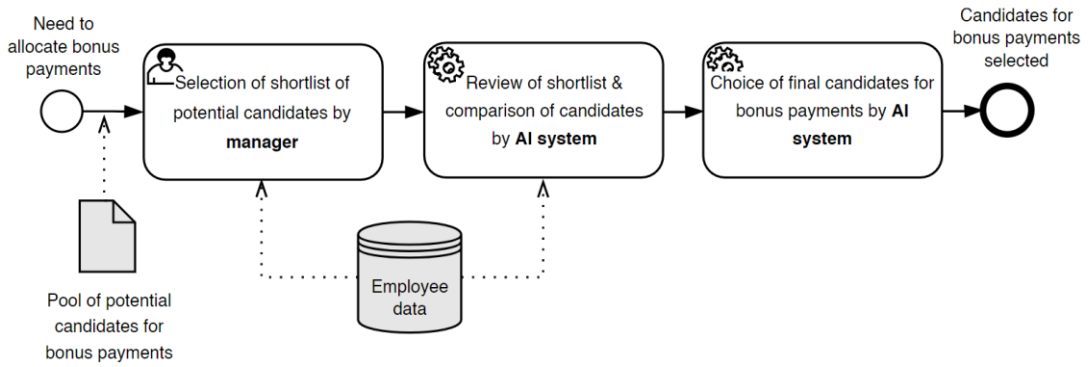 Need to
allocate bonus
payments
Selection of shortlist of
potential candidates by
manager
Review of shortlist &
comparison of candidates
by AI system
Choice of final candidates for
bonus payments by AI
system
Candidates for
bonus payments
selected
Pool of potential
candidates for
bonus payments
Employee
data